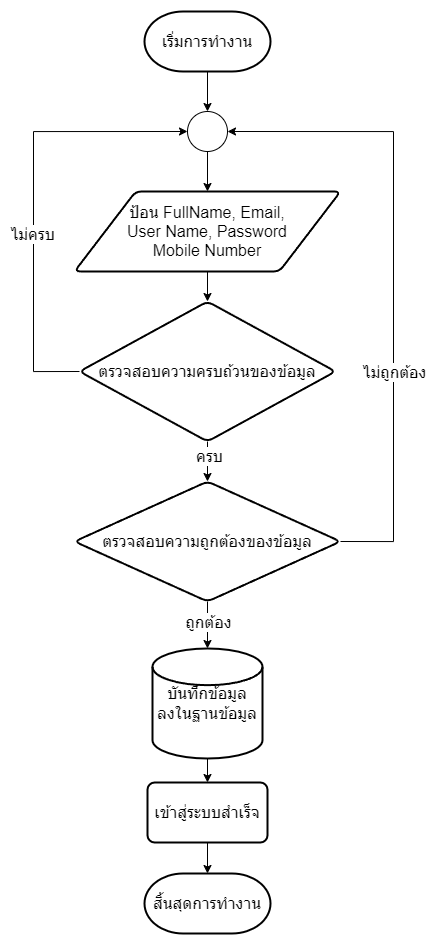 เริ่มการทำงาน
ป้อน FullName, Email,
User Name, Password
Mobile Number
ไม่ครบ
ตรวจสอบความครบถ้วนของข้อมูล
ไม่ถูกต้อง
ครบ
ตรวจสอบความถูกต้องของข้อมูล
ถูกต้อง
บันทึกข้อมูล
ลงในฐานข้อมูล
เข้าสู่ระบบสำเร็จ
สิ้นสุดการทำงาน